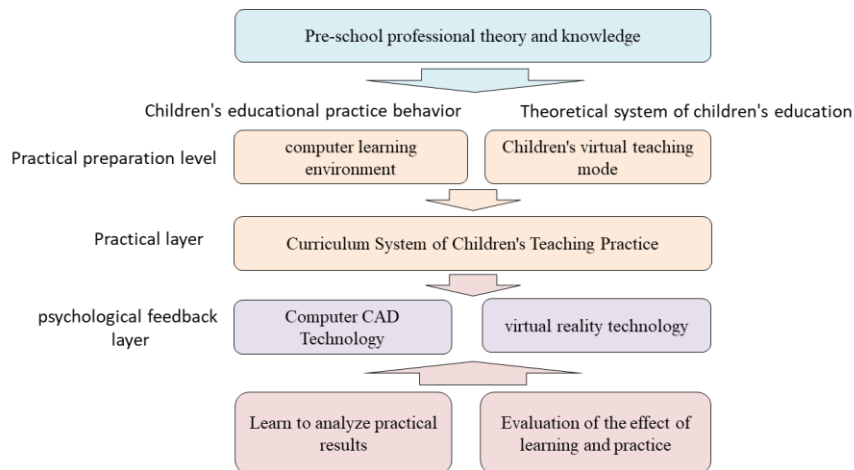 Pre-school professional theory and knowledge
Children's educational practice behavior
Theoretical system of children's education
Practical preparation level
computer learning
environment
Children's virtual teaching
mode
Practical layer
Curriculum System of Children's Teaching Practice
psychological feedback
layer
Computer CAD
Technology
virtual reality technology
Learn to analyze practical
results
Evaluation of the effect of
learning and practice